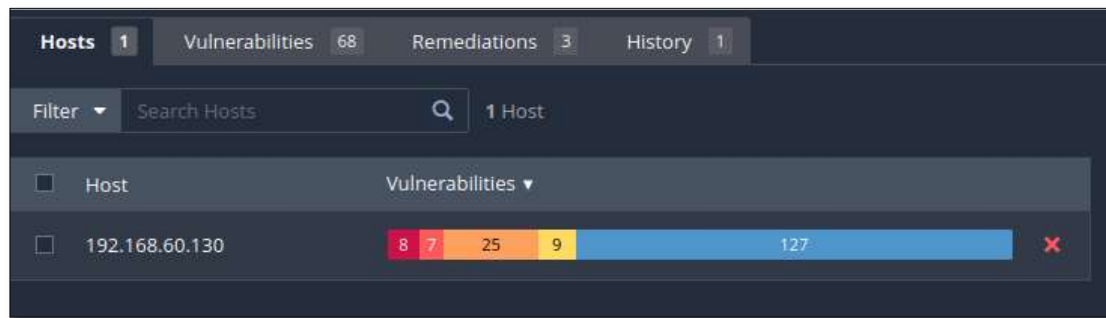 Hosts 1 Vulnerabilities 68 Remediations 3 History 1
Filter Search Hosts 1 Host
Host Vulnerabilities
192.168.60.130 8 7 25 9 127